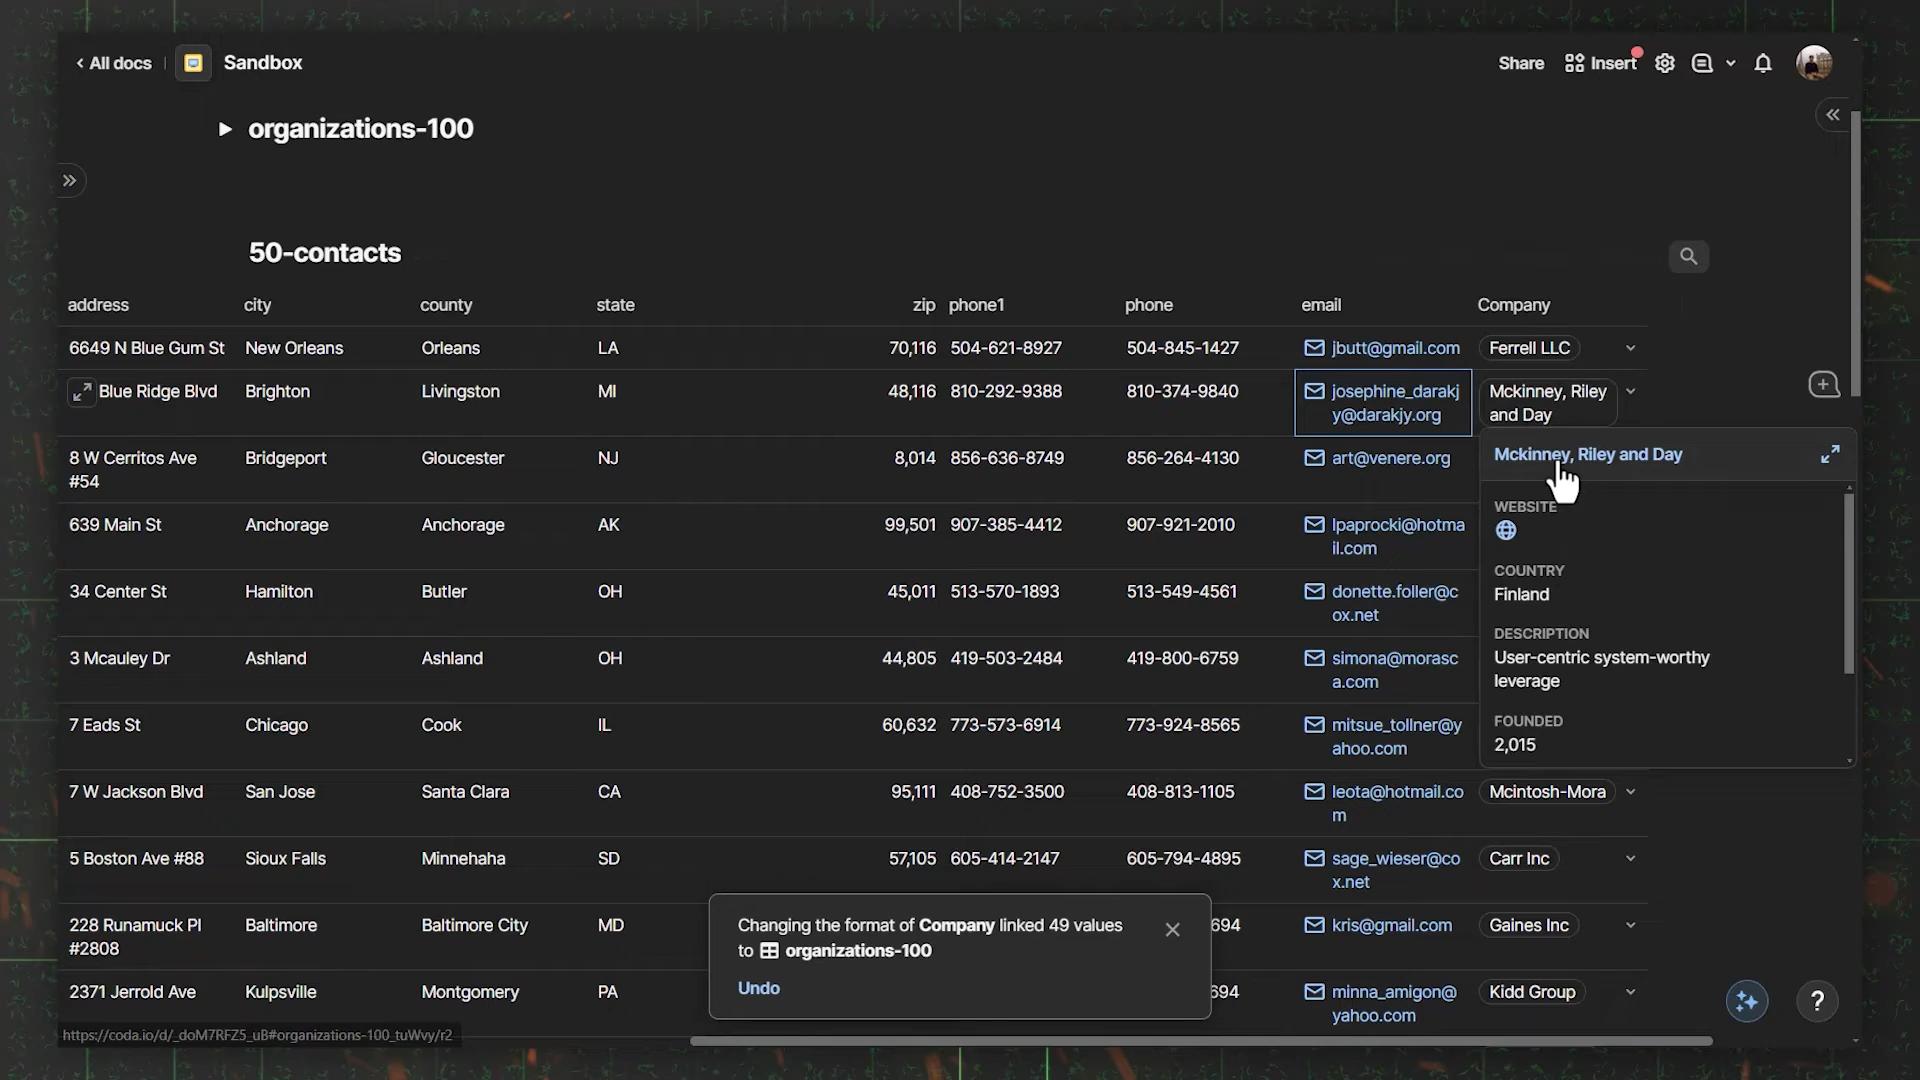 All docs
Sandbox
Share
Insert
organizations-100
50-contacts
address city county state zip phone1 phone email Company
6649 N Blue Gum St New Orleans Orleans LA 70,116 504-621-8927 504-845-1427 jbutt@gmail.com Ferrell LLC
Blue Ridge Blvd Brighton Livingston MI 48,116 810-292-9388 810-374-9840 josephine_darakj Mckinney, Riley
y@darakjy.org and Day
8 W Cerritos Ave Bridgeport Gloucester NJ 8,014 856-636-8749 856-264-4130 art@venere.org
#54
639 Main St Anchorage Anchorage AK 99,501 907-385-4412 907-921-2010 lpaprocki@hotma
il.com
34 Center St Hamilton Butler OH 45,011 513-570-1893 513-549-4561 donette.foller@c
ox.net
3 Mcauley Dr Ashland Ashland OH 44,805 419-503-2484 419-800-6759 simona@morasc
a.com
7 Eads St Chicago Cook IL 60,632 773-573-6914 773-924-8565 mitsue_tollner@y
ahoo.com
7 W Jackson Blvd San Jose Santa Clara CA 95,111 408-752-3500 408-813-1105 leota@hotmail.co Mcintosh-Mora
m
5 Boston Ave #88 Sioux Falls Minnehaha SD 57,105 605-414-2147 605-794-4895 sage_wieser@co Carr Inc
x.net
228 Runamuck Pl Baltimore Baltimore City MD 694 kris@gmail.com Gaines Inc
#2808
2371 Jerrold Ave Kulpsville Montgomery PA 694 minna_amigon@ Kidd Group
yahoo.com
Mckinney, Riley and Day
WEBSITE
COUNTRY
Finland
DESCRIPTION
User-centric system-worthy
leverage
FOUNDED
2,015
Changing the format of Company linked 49 values
to organizations-100
Undo
?
https://coda.io/d/_doM7RFZ5_uB#organizations-100_tuWvy/r2